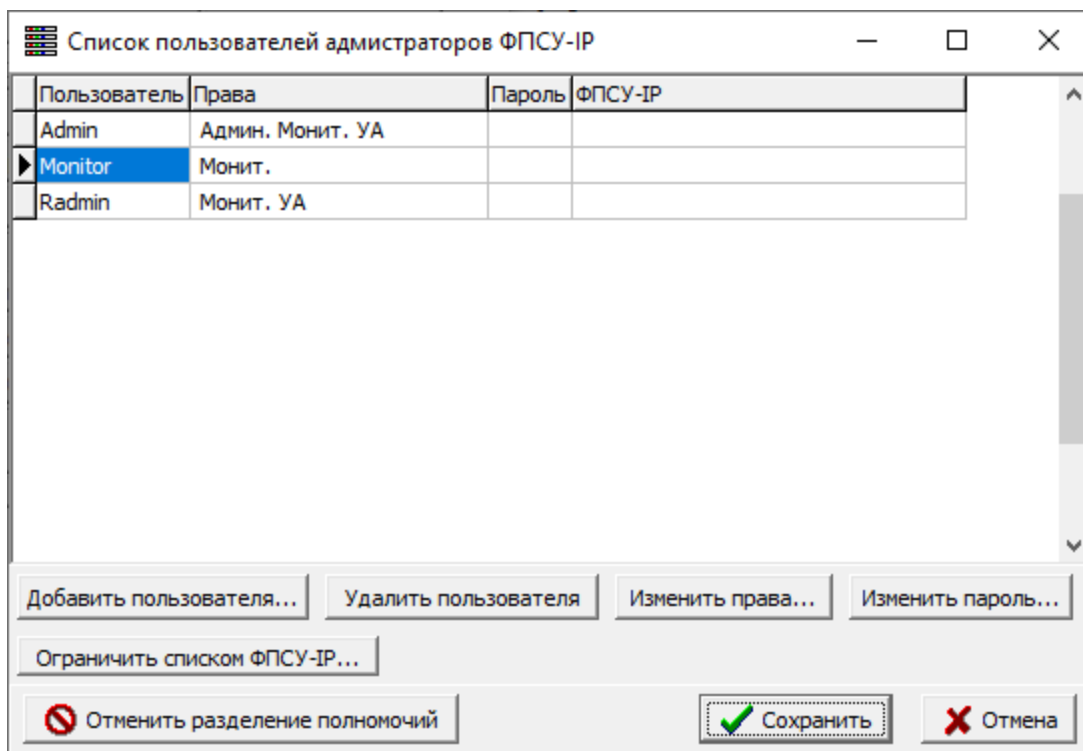 Список пользователей адмистраторов ФПСУ-IP
Пользователь Права Пароль ФПСУ-IP
Admin Админ. Монит. УА
Monitor Монит.
Radmin Монит. УА
Добавить пользователя... Удалить пользователя Изменить права... Изменить пароль...
Ограничить списком ФПСУ-IP...
Отменить разделение полномочий Сохранить Отмена